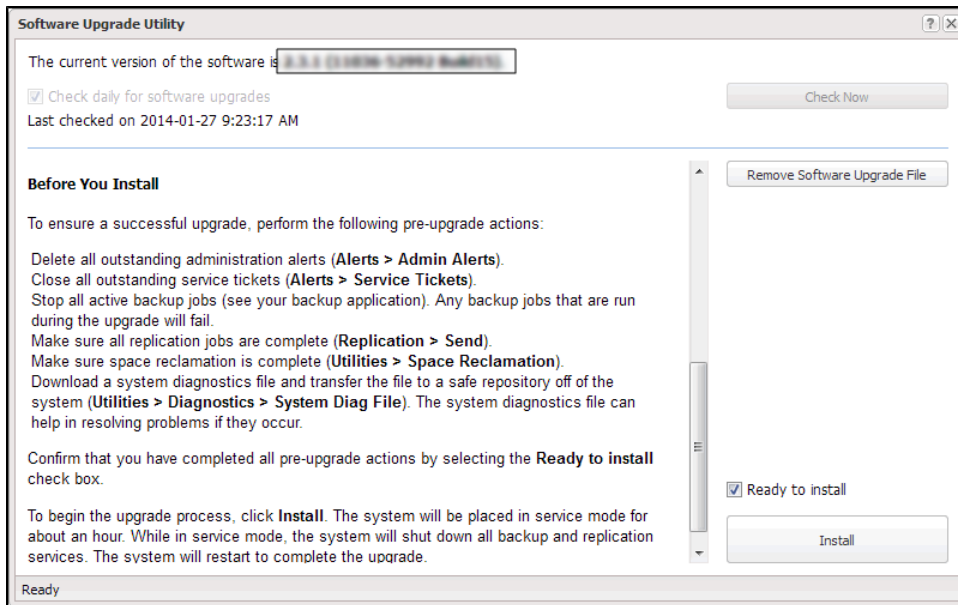 Software Upgrade Utility
The current version of the software is
Check daily for software upgrades
Check Now
Last checked on 2014-01-27 9:23:17 AM
Before You Install
Remove Software Upgrade File
To ensure a successful upgrade, perform the following pre-upgrade actions:
Delete all outstanding administration alerts (Alerts > Admin Alerts).
Close all outstanding service tickets (Alerts > Service Tickets).
Stop all active backup jobs (see your backup application). Any backup jobs that are run
during the upgrade will fail.
Make sure all replication jobs are complete (Replication > Send).
Make sure space reclamation is complete (Utilities > Space Reclamation).
Download a system diagnostics file and transfer the file to a safe repository off of the
system (Utilities > Diagnostics > System Diag File). The system diagnostics file can
help in resolving problems if they occur.
Confirm that you have completed all pre-upgrade actions by selecting the Ready to install
check box.
Ready to install
To begin the upgrade process, click Install. The system will be placed in service mode for
about an hour. While in service mode, the system will shut down all backup and replication
services. The system will restart to complete the upgrade.
Install
Ready